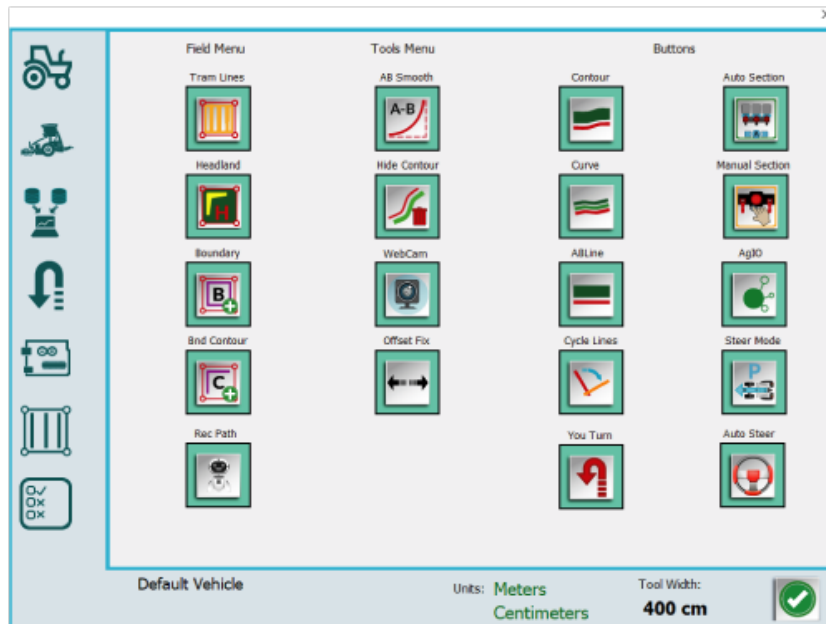 Field Menu
Tools Menu
Buttons
Tram Lines
AB Smooth
Contour
Auto Section
A-B
Headland
Hide Contour
Curve
Manual Section
H
Boundary
WebCam
ABLine
AgIO
B
Bnd Contour
Offset Fix
Cycle Lines
Steer Mode
C
P
Rec Path
You Turn
Auto Steer
Default Vehicle
Units: Meters
Centimeters
Tool Width:
400 cm